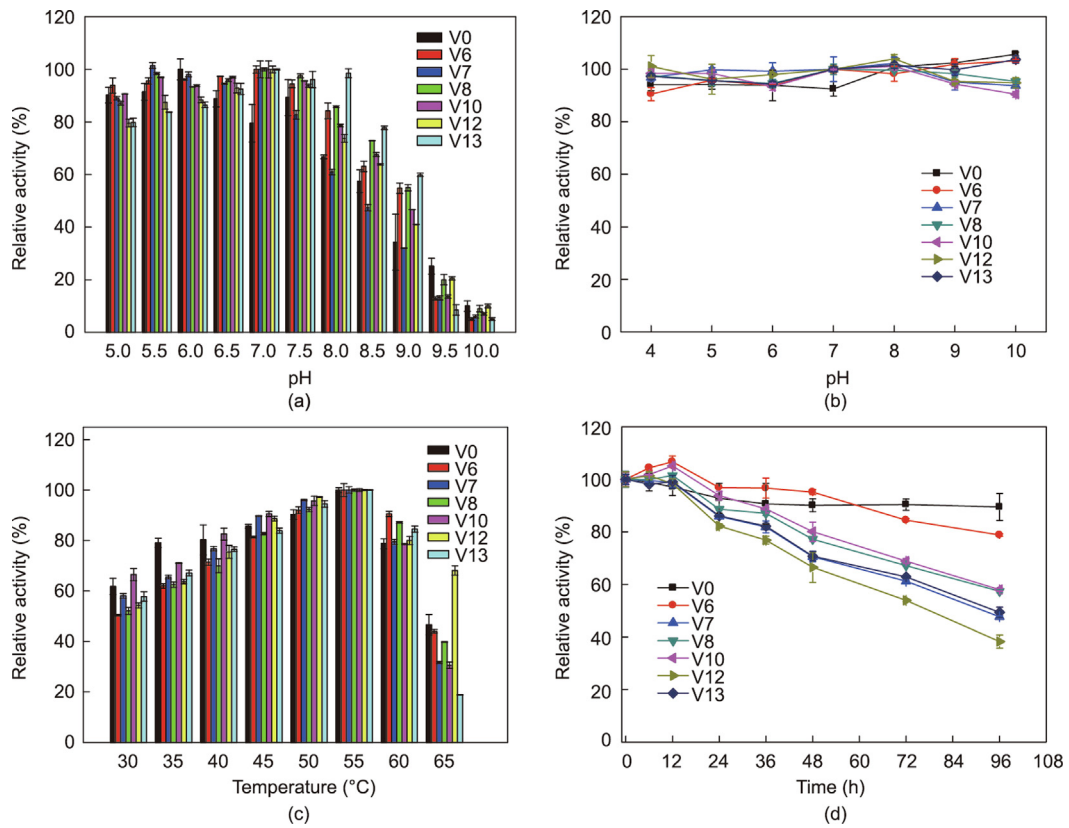 120
100
80
60
40
20
0
Relative activity (%)
V0
V6
V7
V8
V10
V12
V13
5.0 5.5 6.0 6.5 7.0 7.5 8.0 8.5 9.0 9.5 10.0
pH
(a)
120
100
80
60
40
20
0
Relative activity (%)
V0
V6
V7
V8
V10
V12
V13
4 5 6 7 8 9 10
pH
(b)
120
100
80
60
40
20
0
Relative activity (%)
V0
V6
V7
V8
V10
V12
V13
30 35 40 45 50 55 60 65
Temperature (°C)
(c)
120
100
80
60
40
20
0
Relative activity (%)
V0
V6
V7
V8
V10
V12
V13
0 12 24 36 48 60 72 84 96 108
Time (h)
(d)